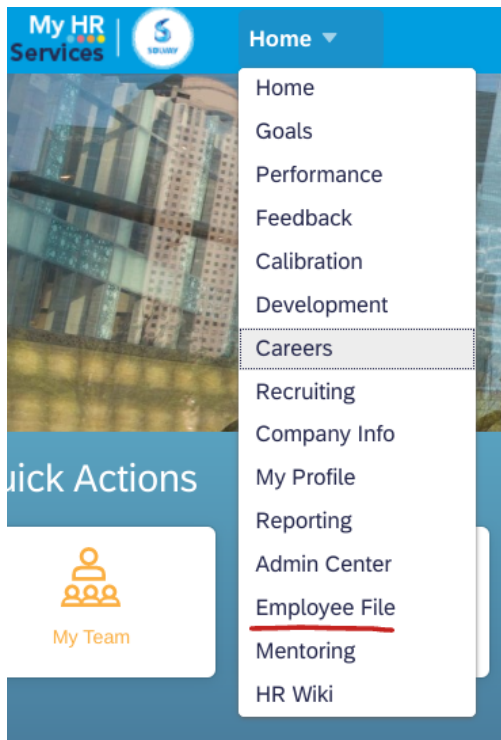 My HR
Services
SOLVAY
Home
Home
Goals
Performance
Feedback
Calibration
Development
Careers
Recruiting
Company Info
My Profile
Reporting
Admin Center
Employee File
Mentoring
HR Wiki
uick Actions
My Team